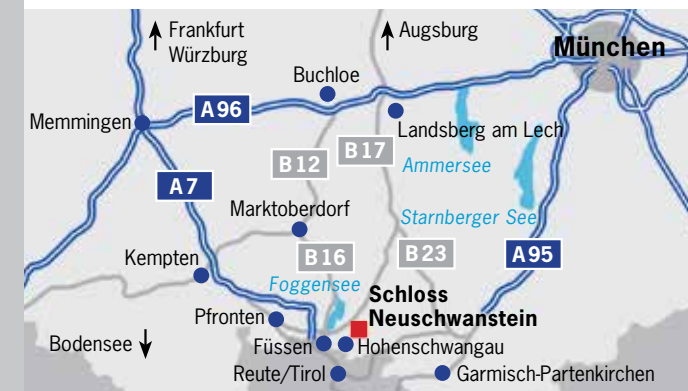 Frankfurt
Würzburg
Augsburg
München
Buchloe
A96
Memmingen
Landsberg am Lech
B17
B12
Ammersee
A7
Marktoberdorf
Starnberger See
B16
B23
A95
Kempten
Foggensee
Schloss
Neuschwanstein
Pfronten
Bodensee
Füssen
Hohenschwangau
Reute/Tirol
Garmisch-Partenkirchen